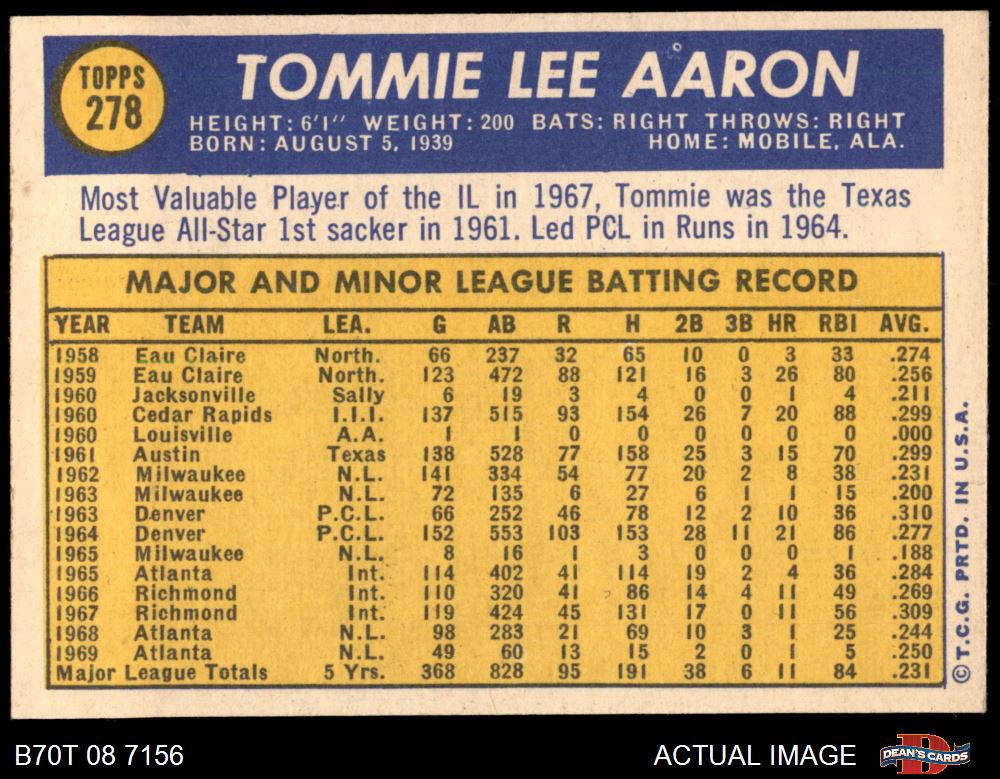 TOPPS
278
TOMMIE LEE AARON
HEIGHT: 6'1" WEIGHT: 200 BATS: RIGHT THROWS: RIGHT
BORN: AUGUST 5, 1939 HOME: MOBILE, ALA.
Most Valuable Player of the IL in 1967, Tommie was the Texas
League All-Star 1st sacker in 1961. Led PCL in Runs in 1964.
MAJOR AND MINOR LEAGUE BATTING RECORD
YEAR TEAM LEA. G AB R H 2B 3B HR RBI AVG.
1958 Eau Claire North. 66 237 32 65 10 0 3 33 .274
1959 Eau Claire North. 123 472 88 121 16 3 26 80 .256
1960 Jacksonville Sally 6 19 3 4 0 0 1 4 .211
1960 Cedar Rapids I.I.I. 137 515 93 154 26 7 20 88 .299
1960 Louisville A.A. 1 1 0 0 0 0 0 0 .000
1961 Austin Texas 138 528 77 158 25 3 15 70 .299
1962 Milwaukee N.L. 141 334 54 77 20 2 8 38 .231
1963 Milwaukee N.L. 72 135 6 27 6 1 1 15 .200
1963 Denver P.C.L. 66 252 46 78 12 2 10 36 .310
1964 Denver P.C.L. 152 553 103 153 28 11 21 86 .277
1965 Milwaukee N.L. 8 16 1 3 0 0 0 1 .188
1965 Atlanta Int. 114 402 41 114 19 2 4 36 .284
1966 Richmond Int. 110 320 41 86 14 4 11 49 .269
1967 Richmond Int. 119 424 45 131 17 0 11 56 .309
1968 Atlanta N.L. 98 283 21 69 10 3 1 25 .244
1969 Atlanta N.L. 49 60 13 15 2 0 1 5 .250
Major League Totals 5 Yrs. 368 828 95 191 38 6 11 84 .231
© T.C.G. PRTD. IN U.S.A.
B70T 08 7156
ACTUAL IMAGE
DEAN'S CARDS